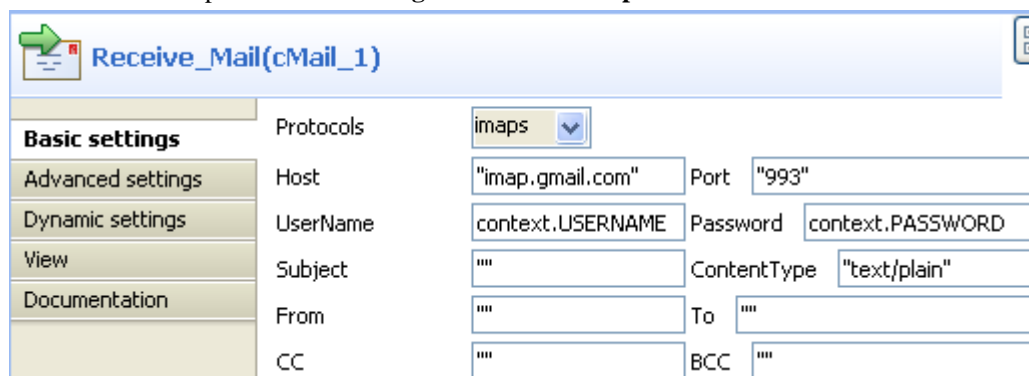 Receive_Mail(cMail_1)
Basic settings
Advanced settings
Dynamic settings
View
Documentation
Protocols imaps
Host "imap.gmail.com" Port "993"
UserName context.USERNAME Password context.PASSWORD
Subject "" ContentType "text/plain"
From "" To ""
CC "" BCC ""